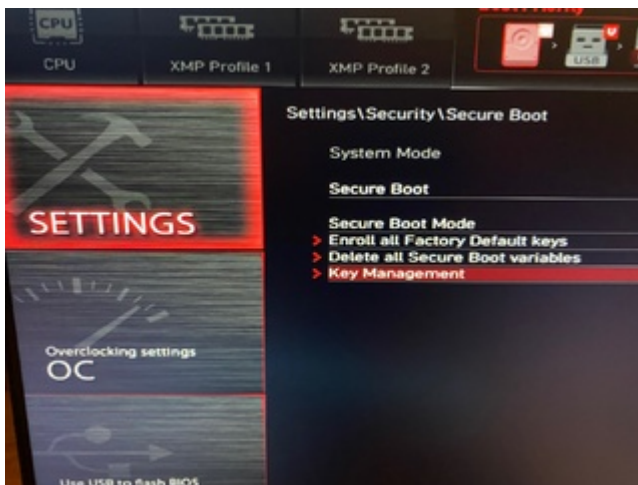 CPU
CPU
XMP Profile 1
XMP Profile 2
USB
Settings\Security\Secure Boot
System Mode
Secure Boot
SETTINGS
Secure Boot Mode
> Enroll all Factory Default keys
> Delete all Secure Boot variables
> Key Management
Overclocking settings
OC
Use USB to flash BIOS